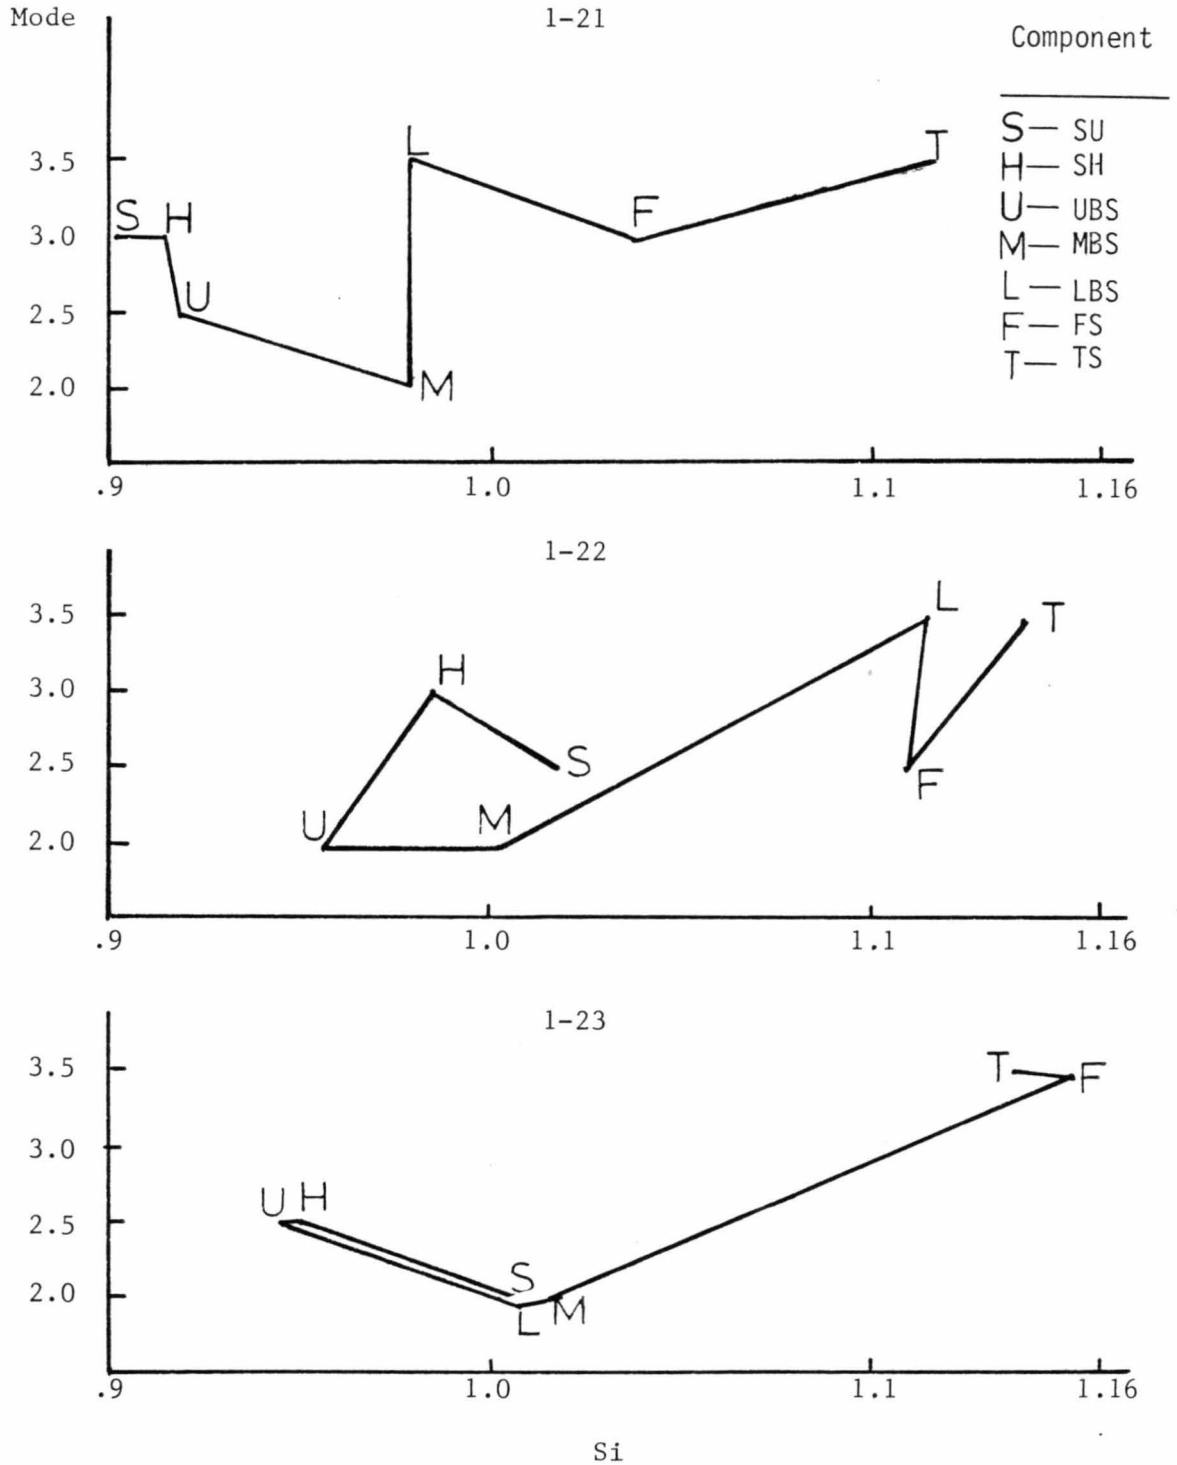 Mode
1-21
Component
S— SU
H— SH
U— UBS
M— MBS
L— LBS
F— FS
T— TS
3.5
3.0
2.5
2.0
S H
U
M
L
F
T
.9 1.0 1.1 1.16
1-22
3.5
3.0
2.5
2.0
L
T
H
S
F
U
M
.9 1.0 1.1 1.16
1-23
3.5
3.0
2.5
2.0
T F
U H
S
L M
.9 1.0 1.1 1.16
Si